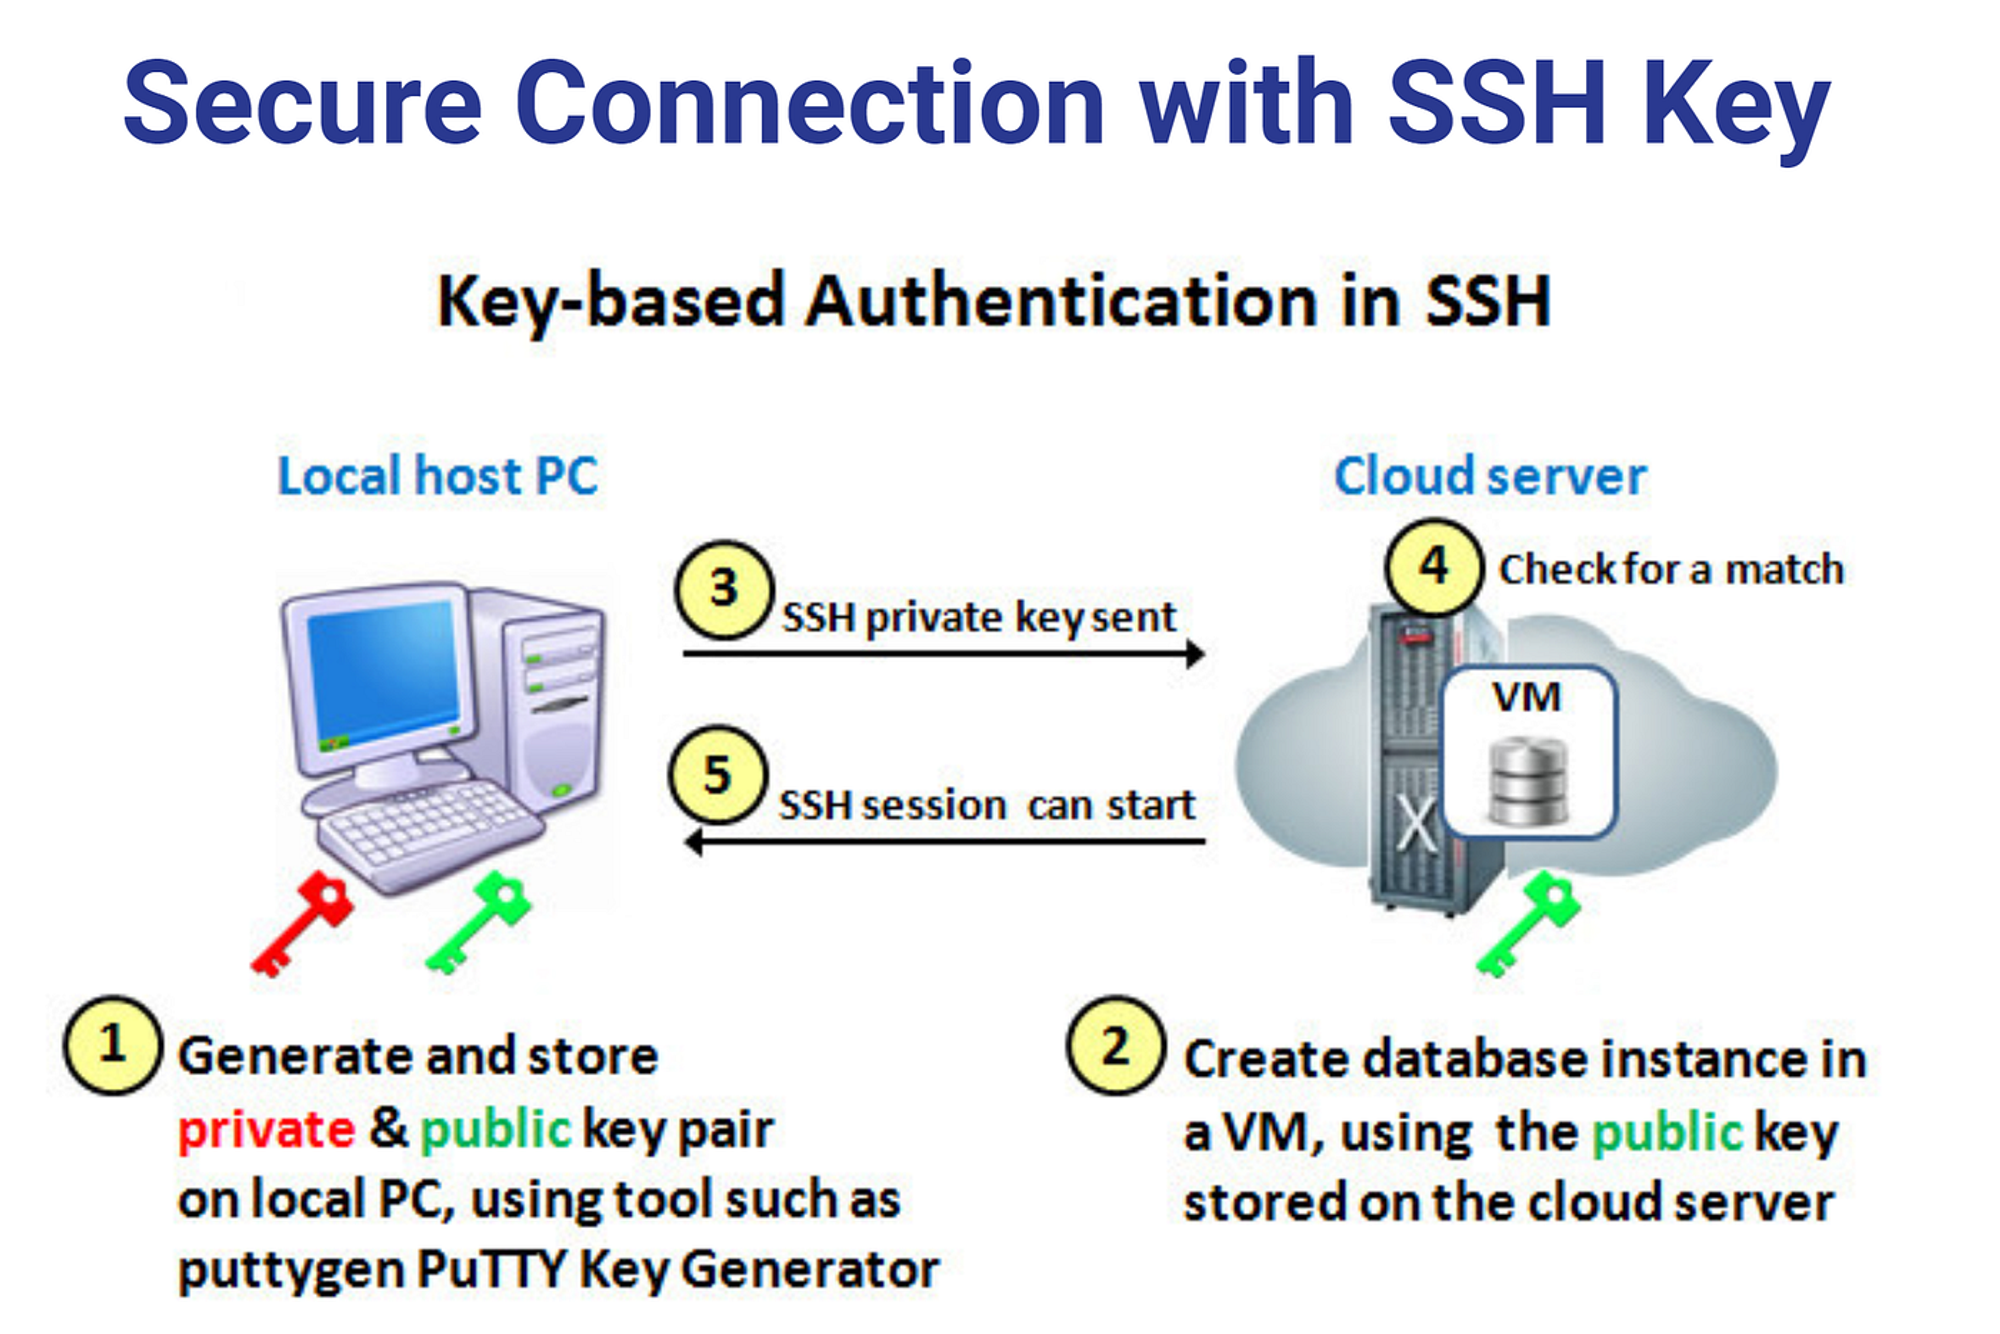 Secure Connection with SSH Key
Key-based Authentication in SSH
Local host PC
Cloud server
3
SSH private key sent
4
Check for a match
VM
5
SSH session can start
X
1
Generate and store
private & public key pair
on local PC, using tool such as
puttygen PuTTY Key Generator
2
Create database instance in
a VM, using the public key
stored on the cloud server